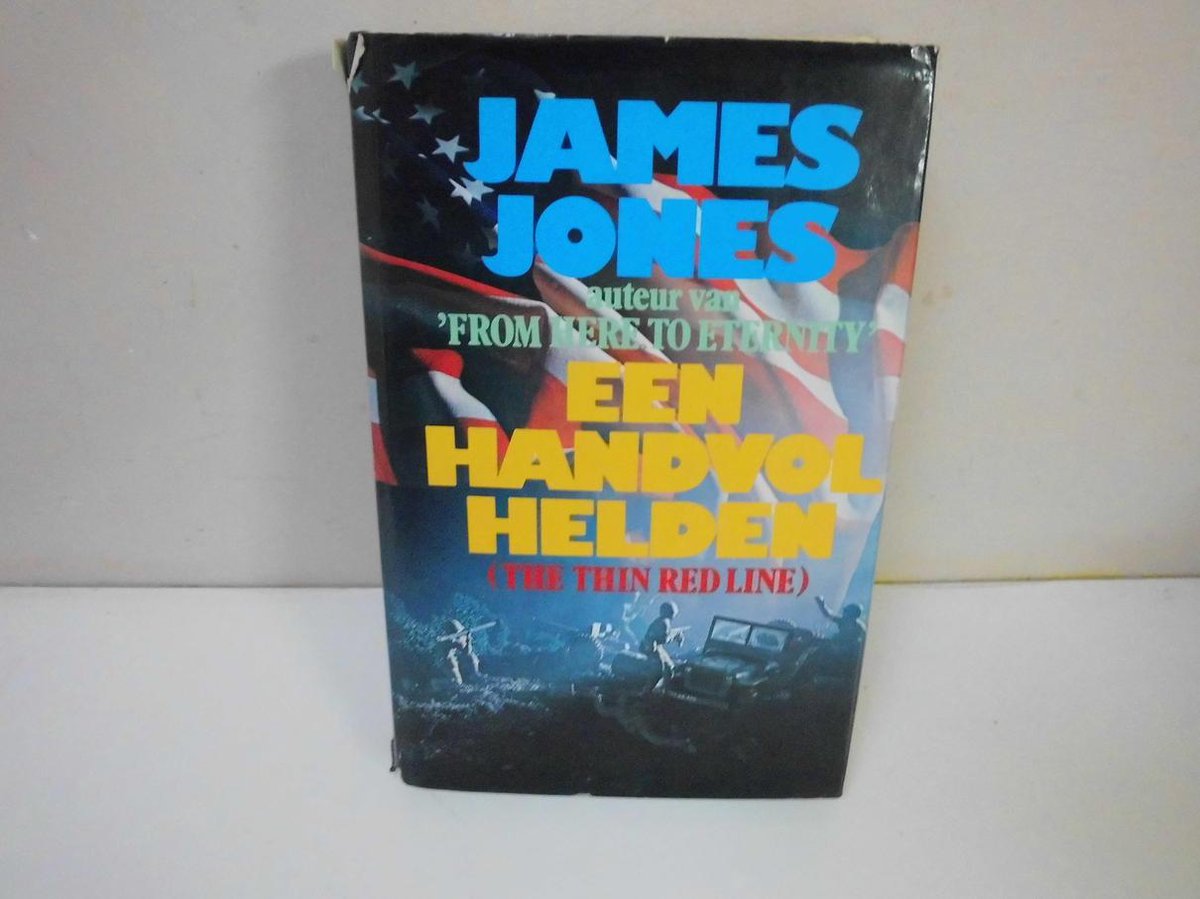 JAMES
JONES
auteur van
’FROM HERE TO ETERNITY’
EEN
HANDVOL
HELDEN
(THE THIN RED LINE)